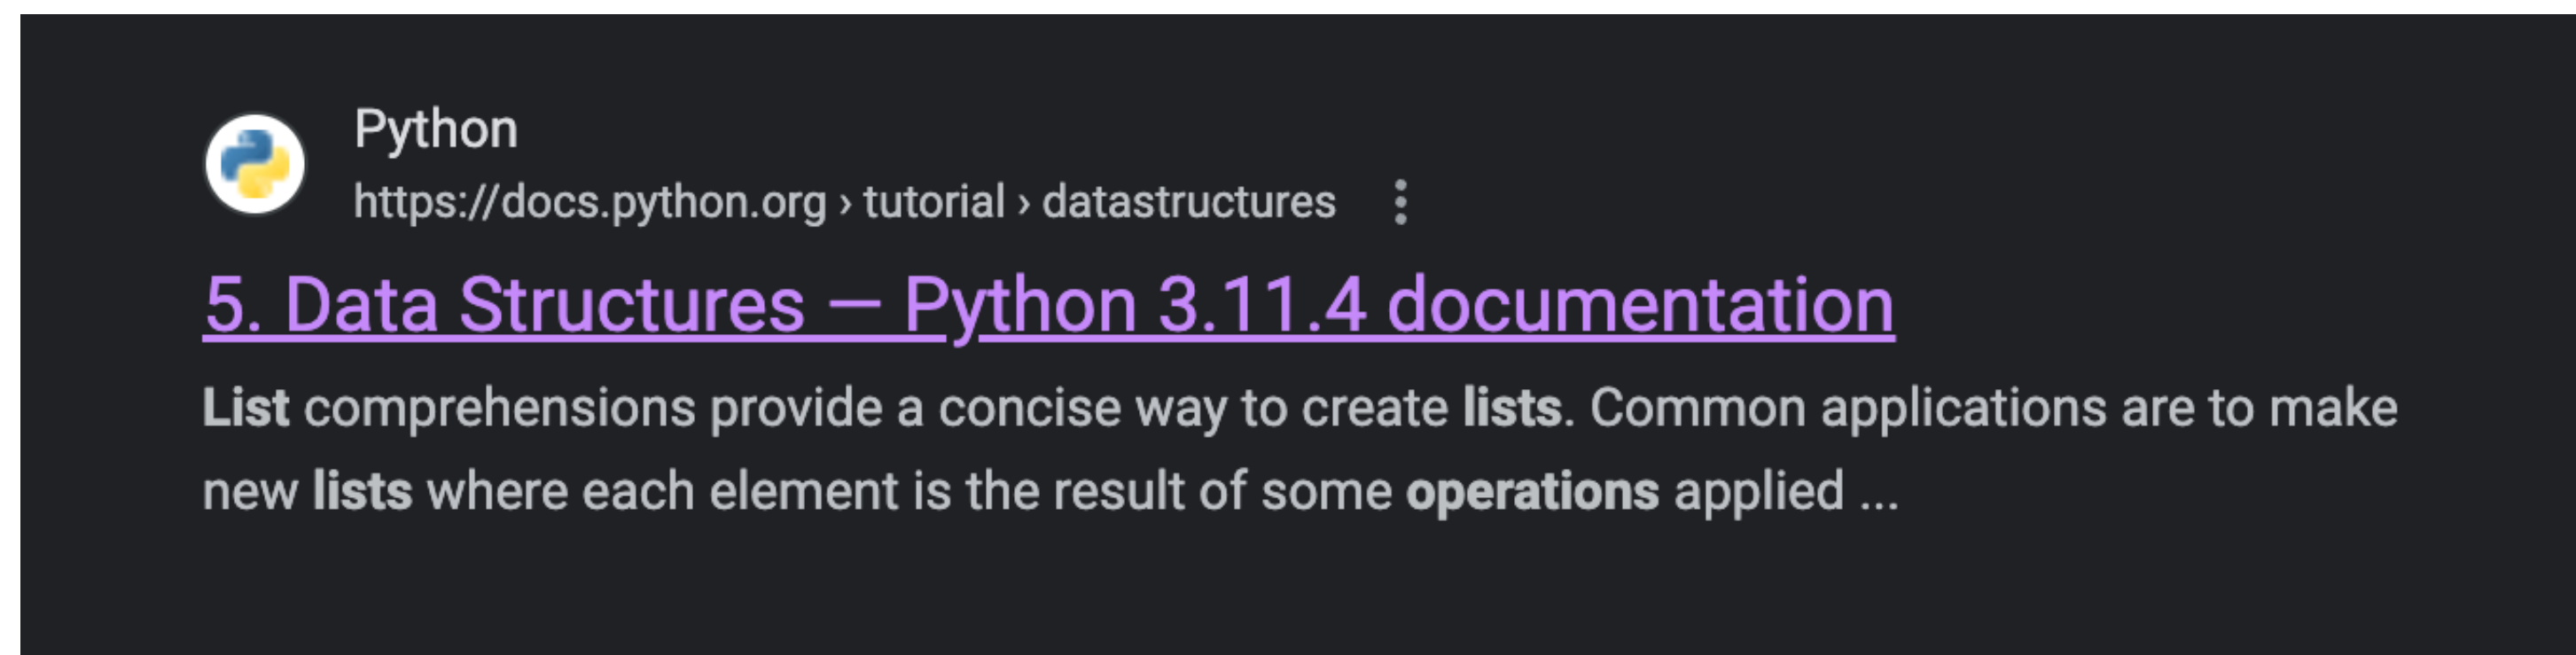 Python
https://docs.python.org › tutorial › datastructures
5. Data Structures — Python 3.11.4 documentation
List comprehensions provide a concise way to create lists. Common applications are to make
new lists where each element is the result of some operations applied ...